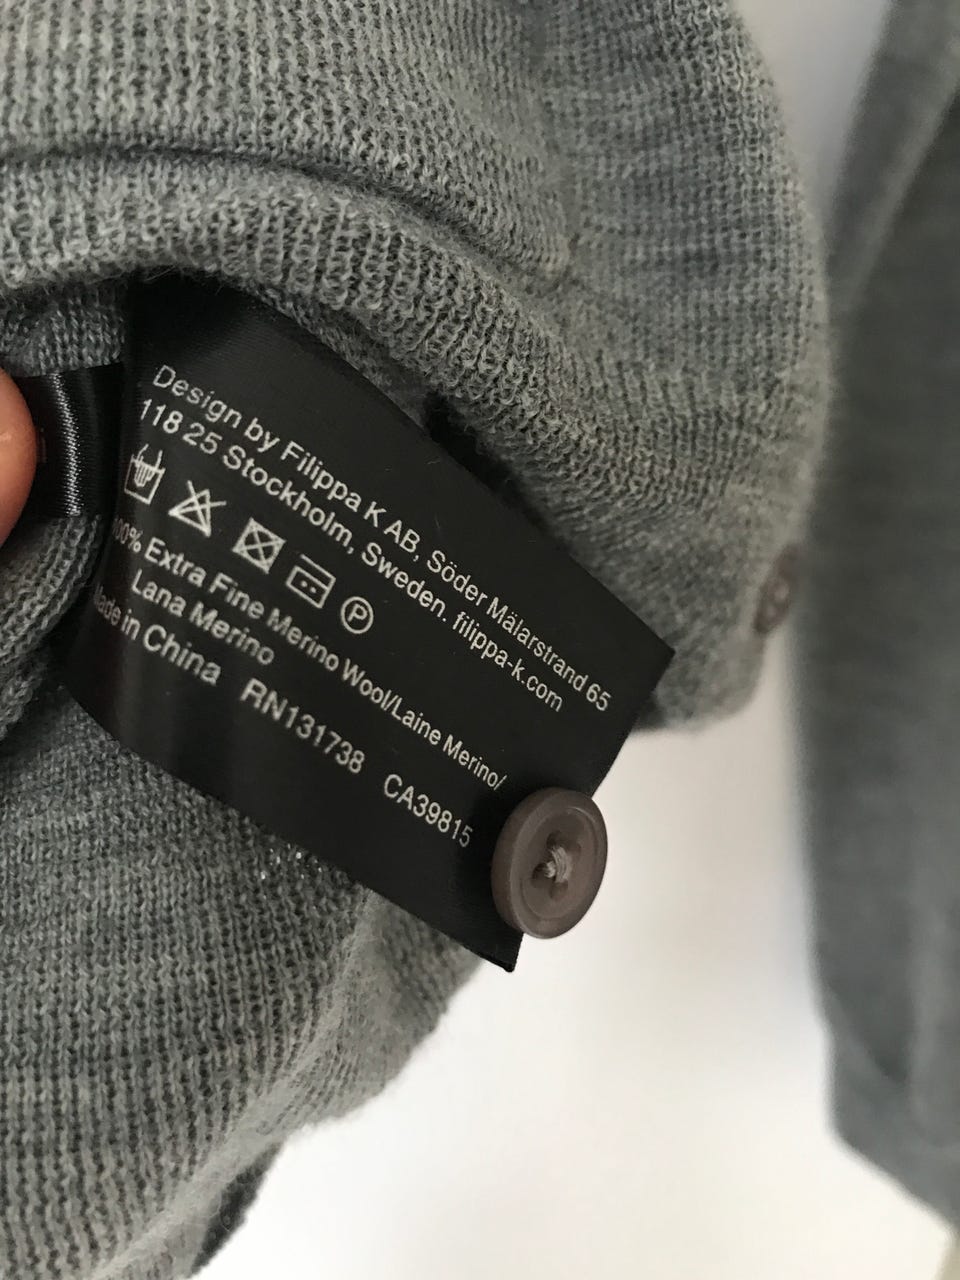 Design by Filippa K AB, Söder Mälarstrand 65
118 25 Stockholm, Sweden. filippa-k.com
P
100% Extra Fine Merino Wool/Laine Merino/
Lana Merino
Made in China RN131738 CA39815